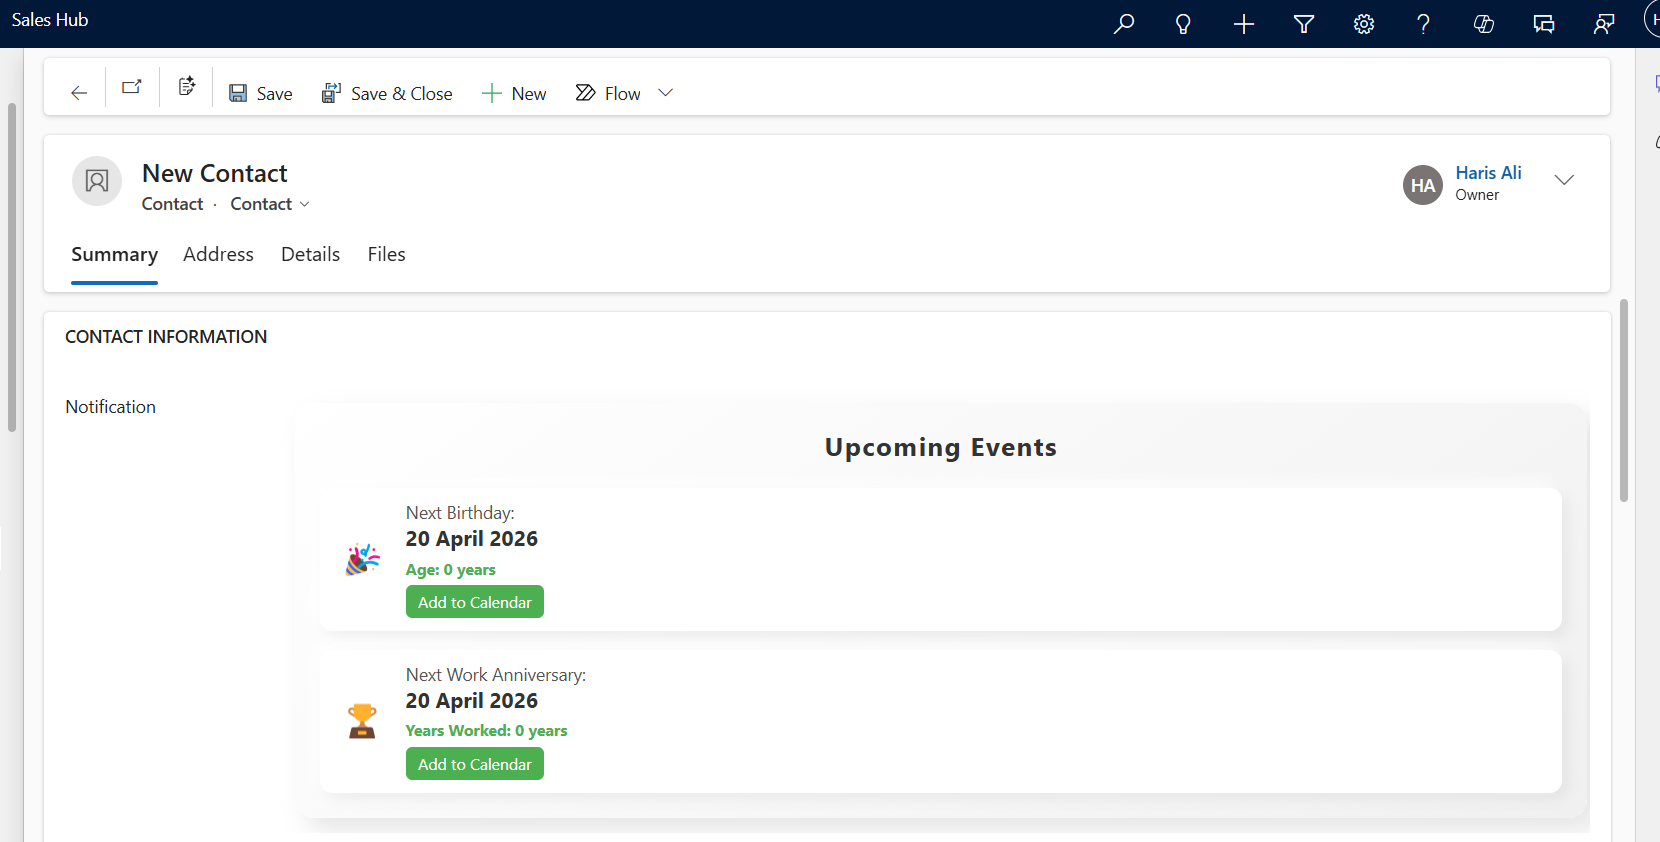 Sales Hub
Save
Save & Close
New
Flow
New Contact
Contact · Contact
HA
Haris Ali
Owner
Summary
Address
Details
Files
CONTACT INFORMATION
Notification
Upcoming Events
Next Birthday:
20 April 2026
Age: 0 years
Add to Calendar
Next Work Anniversary:
20 April 2026
Years Worked: 0 years
Add to Calendar